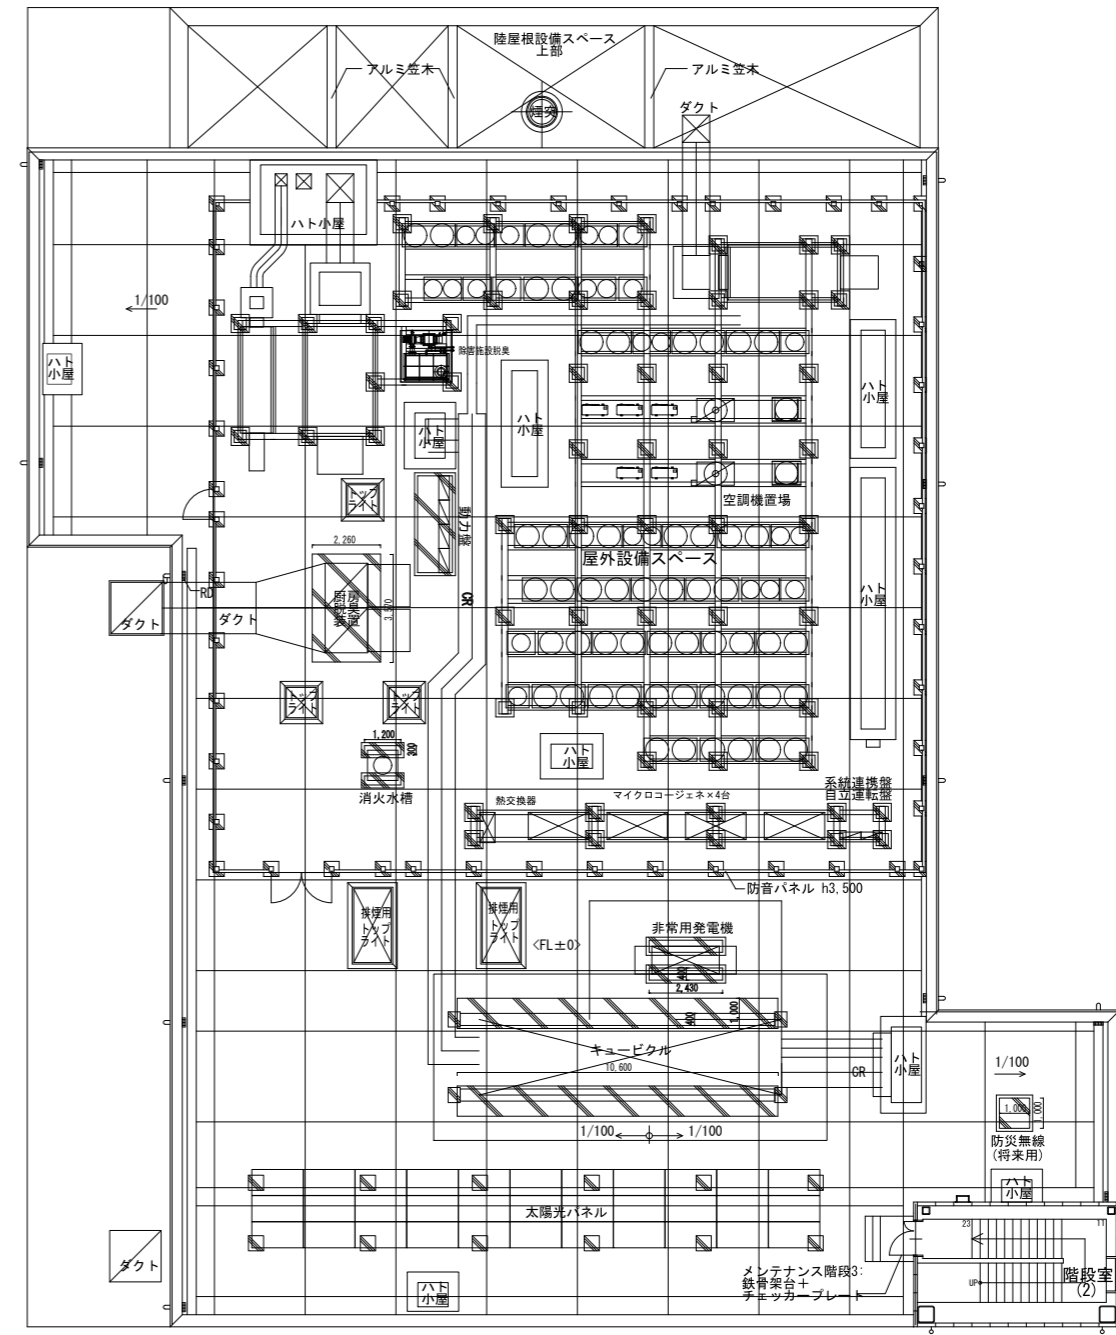 陸屋根設備スペース
上部
アルミ笠木
アルミ笠木
煙突
ダクト
ハト小屋
1/100
ハト
小屋
除害施設脱臭
ハト
小屋
ハト
小屋
ハト
小屋
トップ
ライト
動力盤
空調機置場
屋外設備スペース
2,260
厨房
脱臭
装置
3,570
CR
RD
ダクト
ダクト
ハト
小屋
トップ
ライト
トップ
ライト
1,200
消火水槽
ハト
小屋
熱交換器
マイクロコージェネ×4台
系統連携盤
自立運転盤
防音パネル h3,500
排煙用
トップ
ライト
排煙用
トップ
ライト
<FL±0>
非常用発電機
400
2,430
400
1,000
キュービクル
10,600
CR
ハト
小屋
1/100
1/100
1/100
1,000
1,000
防災無線
(将来用)
ハト
小屋
太陽光パネル
ダクト
ハト
小屋
メンテナンス階段3:
鉄骨架台+
チェッカープレート
23
11
UP
階段室
(2)